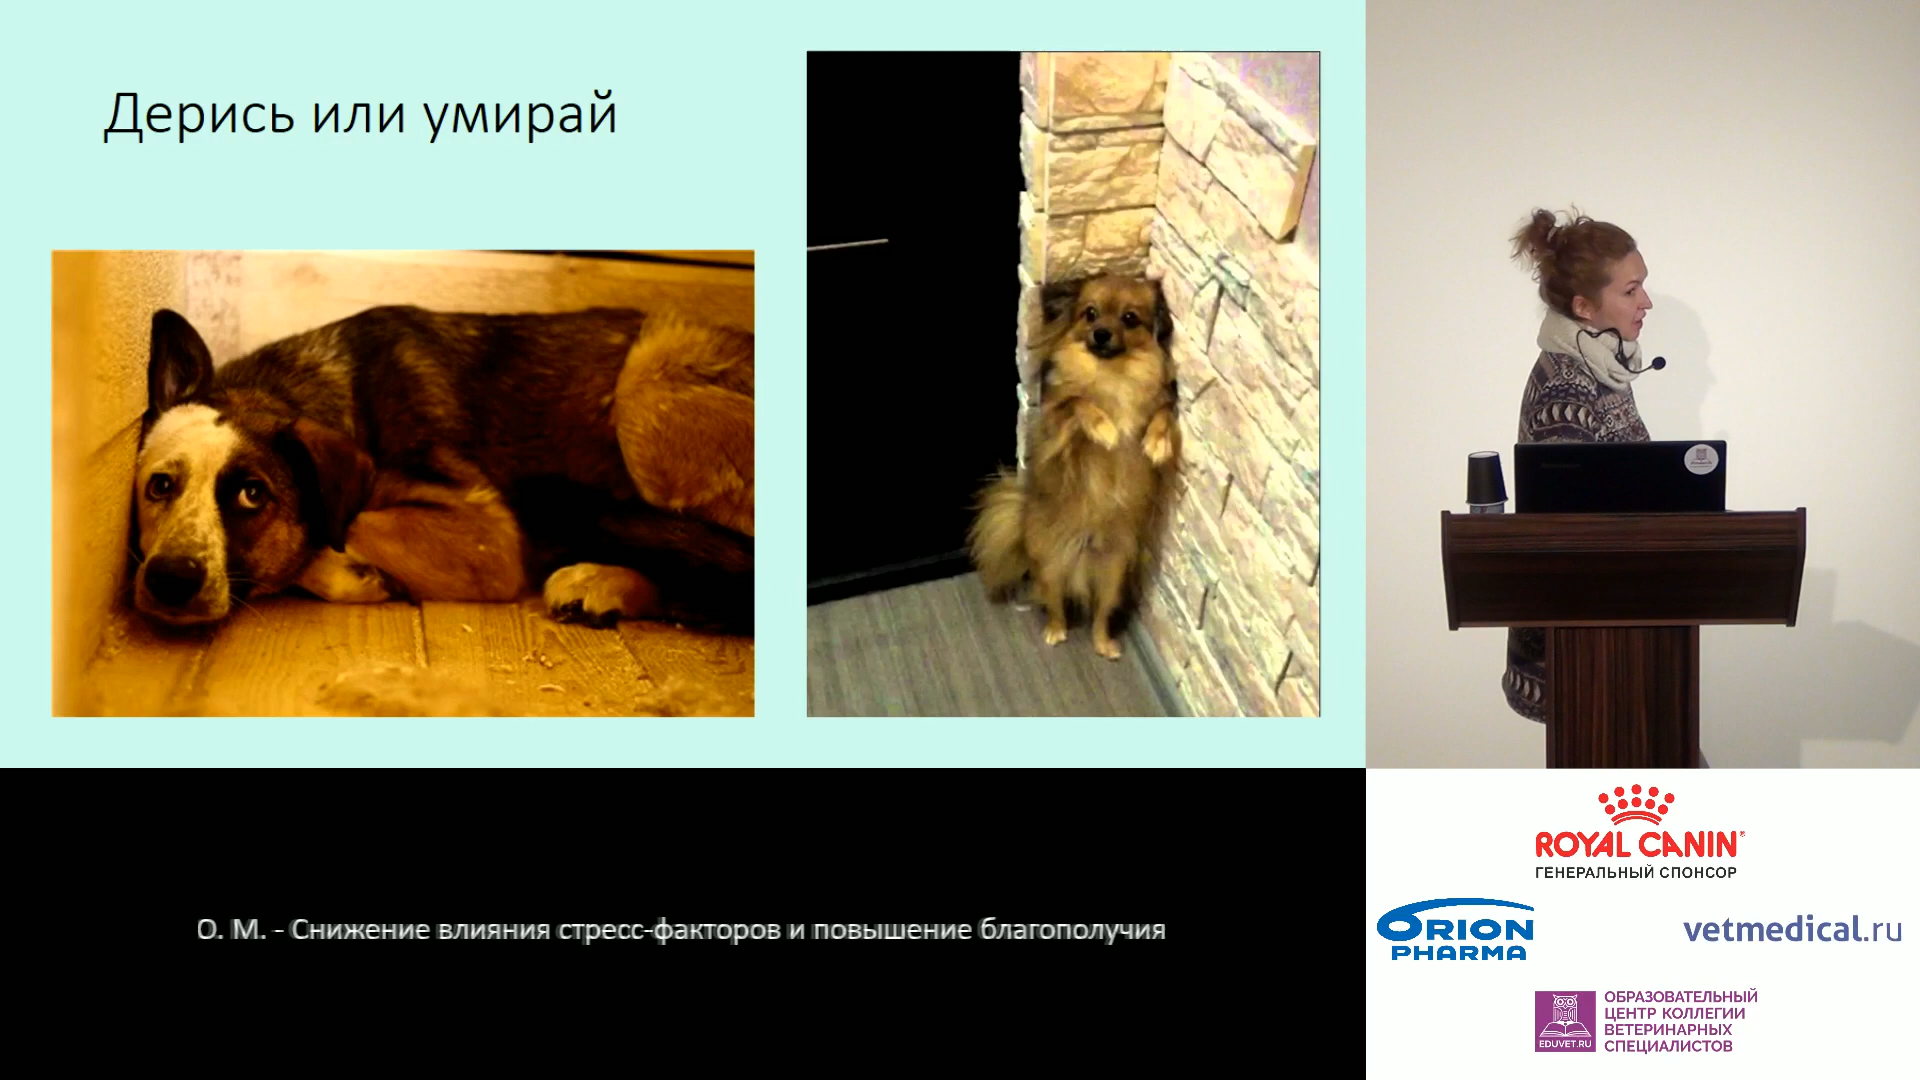 Дерись или умирай
О. М. - Снижение влияния стресс-факторов и повышение благополучия
ROYAL CANIN®
ГЕНЕРАЛЬНЫЙ СПОНСОР
ORION
PHARMA
vetmedical.ru
EDUVET.RU
ОБРАЗОВАТЕЛЬНЫЙ
ЦЕНТР КОЛЛЕГИИ
ВЕТЕРИНАРНЫХ
СПЕЦИАЛИСТОВ